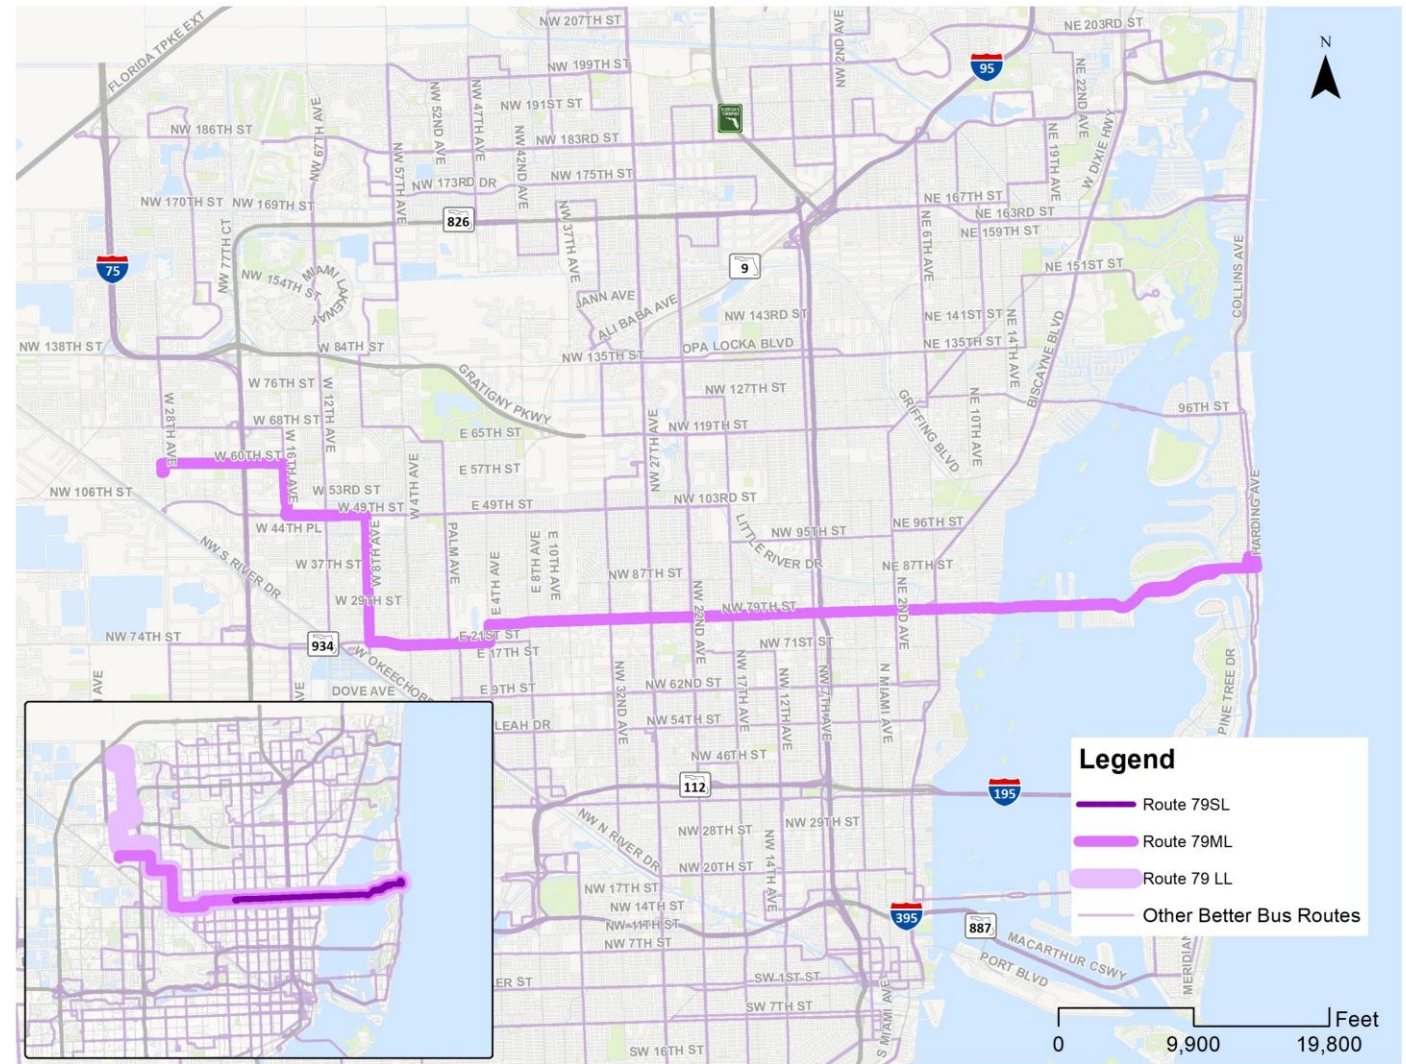 FLORIDA TPKE EXT
NW 207TH ST
NW 2ND AVE
NE 203RD ST
N
NW 199TH ST
95
NE 22ND AVE
NW 67TH AVE
NW 52ND AVE
NW 47TH AVE
NW 191ST ST
NW 186TH ST
NW 42ND AVE
NW 183RD ST
NE 19TH AVE
W DIXIE HWY
NW 57TH AVE
NW 173RD DR
NW 175TH ST
NW 170TH ST
NW 169TH ST
NE 167TH ST
826
NW 37TH AVE
NE 6TH AVE
NE 163RD ST
NE 159TH ST
NW 77TH CT
75
9
NE 151ST ST
COLLINS AVE
NW 154TH ST
MIAMI LAKEWAY
JANN AVE
ALI BABA AVE
NW 143RD ST
NE 141ST ST
NE 14TH AVE
BISCAYNE BLVD
NW 138TH ST
W 84TH ST
NW 135TH ST
OPA LOCKA BLVD
NE 135TH ST
GRATIGNY PKWY
W 76TH ST
W 12TH AVE
NW 127TH ST
GRIFFING BLVD
NE 10TH AVE
W 28TH AVE
W 68TH ST
96TH ST
NW 27TH AVE
NW 119TH ST
E 65TH ST
W 60TH ST
W 16TH AVE
W 4TH AVE
E 57TH ST
NW 106TH ST
W 53RD ST
NW 103RD ST
W 49TH ST
E 49TH ST
HARDING AVE
W 44TH PL
W 8TH AVE
PALM AVE
LITTLE RIVER DR
NW 95TH ST
NE 96TH ST
NW S RIVER DR
W 37TH ST
E 4TH AVE
E 8TH AVE
E 10TH AVE
NW 87TH ST
NE 87TH ST
W 29TH ST
NW 22ND AVE
NW 79TH ST
NE 2ND AVE
NW 74TH ST
934
E 21ST ST
E 17TH ST
NW 71ST ST
W OKEECHOBE
DOVE AVE
E 9TH ST
NW 32ND AVE
NW 62ND ST
NW 17TH AVE
NW 12TH AVE
NW 7TH AVE
N MIAMI AVE
PINE TREE DR
AVE
AVE
LEAH DR
NW 54TH ST
NW 46TH ST
112
195
NW N RIVER DR
NW 28TH ST
NW 29TH ST
NW 14TH AVE
NW 20TH ST
NW 17TH ST
NW 14TH ST
NW 11TH ST
NW 7TH ST
395
887
MACARTHUR CSWY
PORT BLVD
MERIDIAN
ER ST
SW 1ST ST
SW 7TH ST
S MIAMI AVE
SW 16TH ST
Legend
Route 79SL
Route 79ML
Route 79 LL
Other Better Bus Routes
Feet
0 9,900 19,800